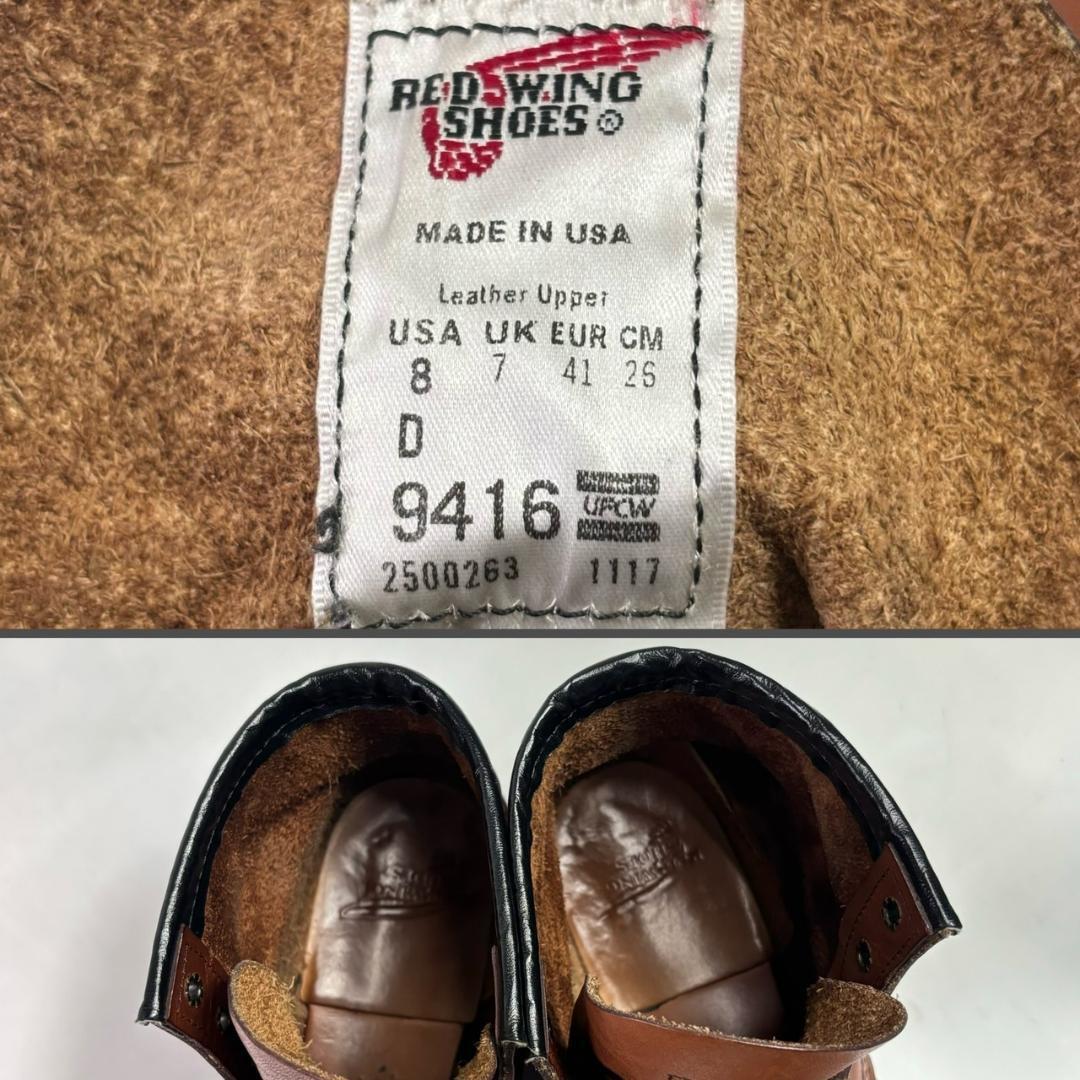 RED WING
SHOES ®
MADE IN USA
Leather Upper
USA UK EUR CM
8 7 41 26
D
9416 UFCW
2500263 1117